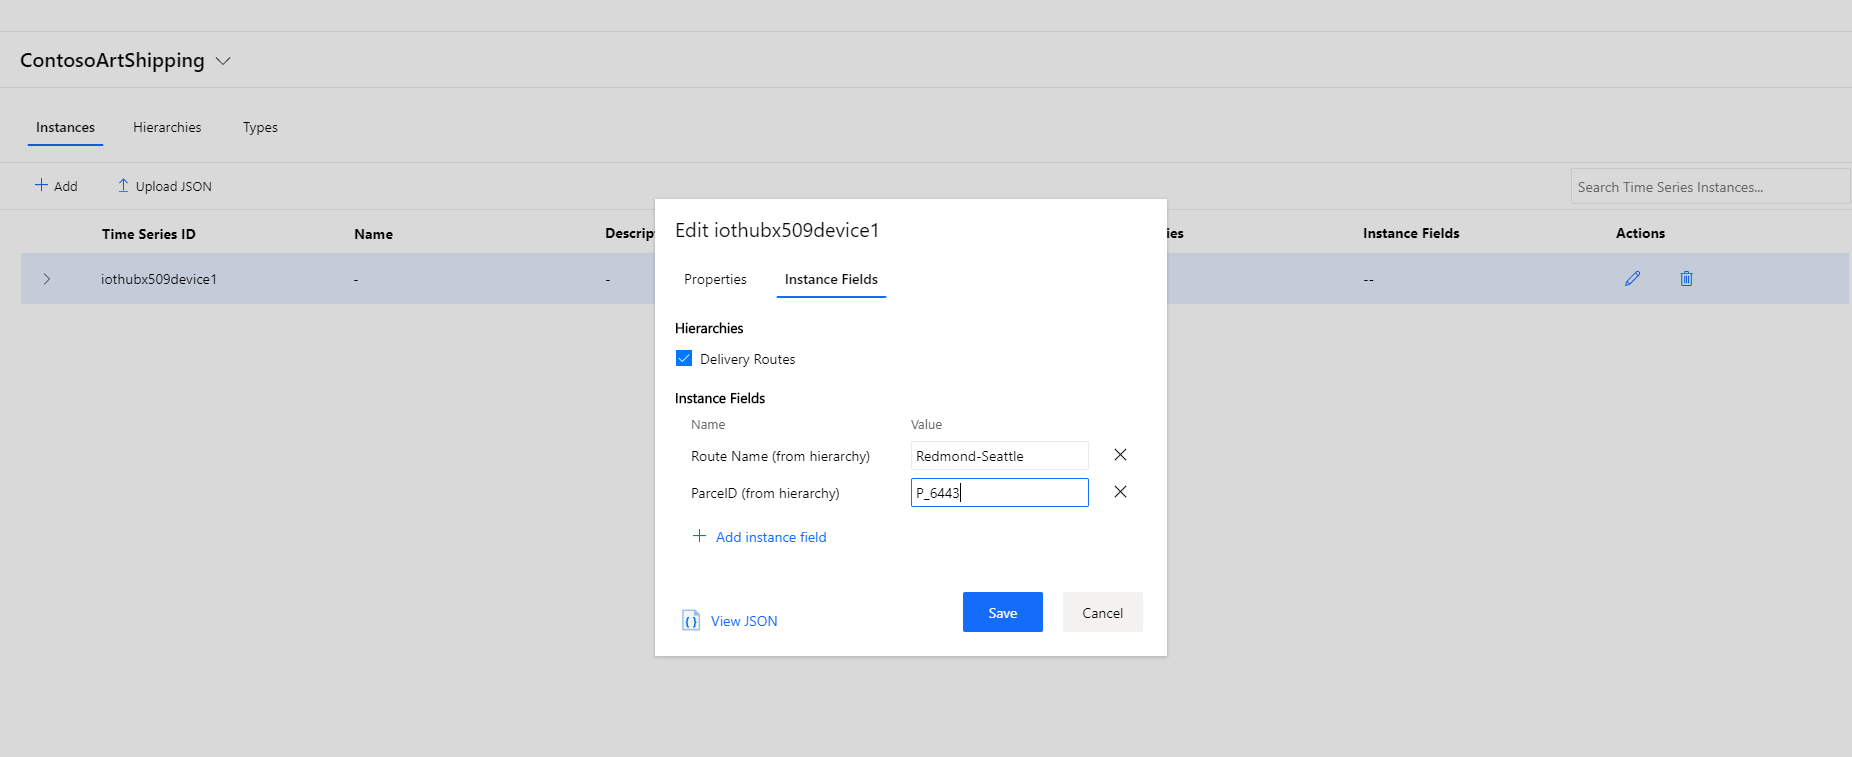 ContosoArtShipping
Instances Hierarchies Types
Add Upload JSON Search Time Series Instances...
Time Series ID Name Descrip ies Instance Fields Actions
iothubx509device1 - - --
Edit iothubx509device1
Properties Instance Fields
Hierarchies
Delivery Routes
Instance Fields
Name Value
Route Name (from hierarchy) Redmond-Seattle
ParcelD (from hierarchy) P_6443
Add instance field
View JSON Save Cancel